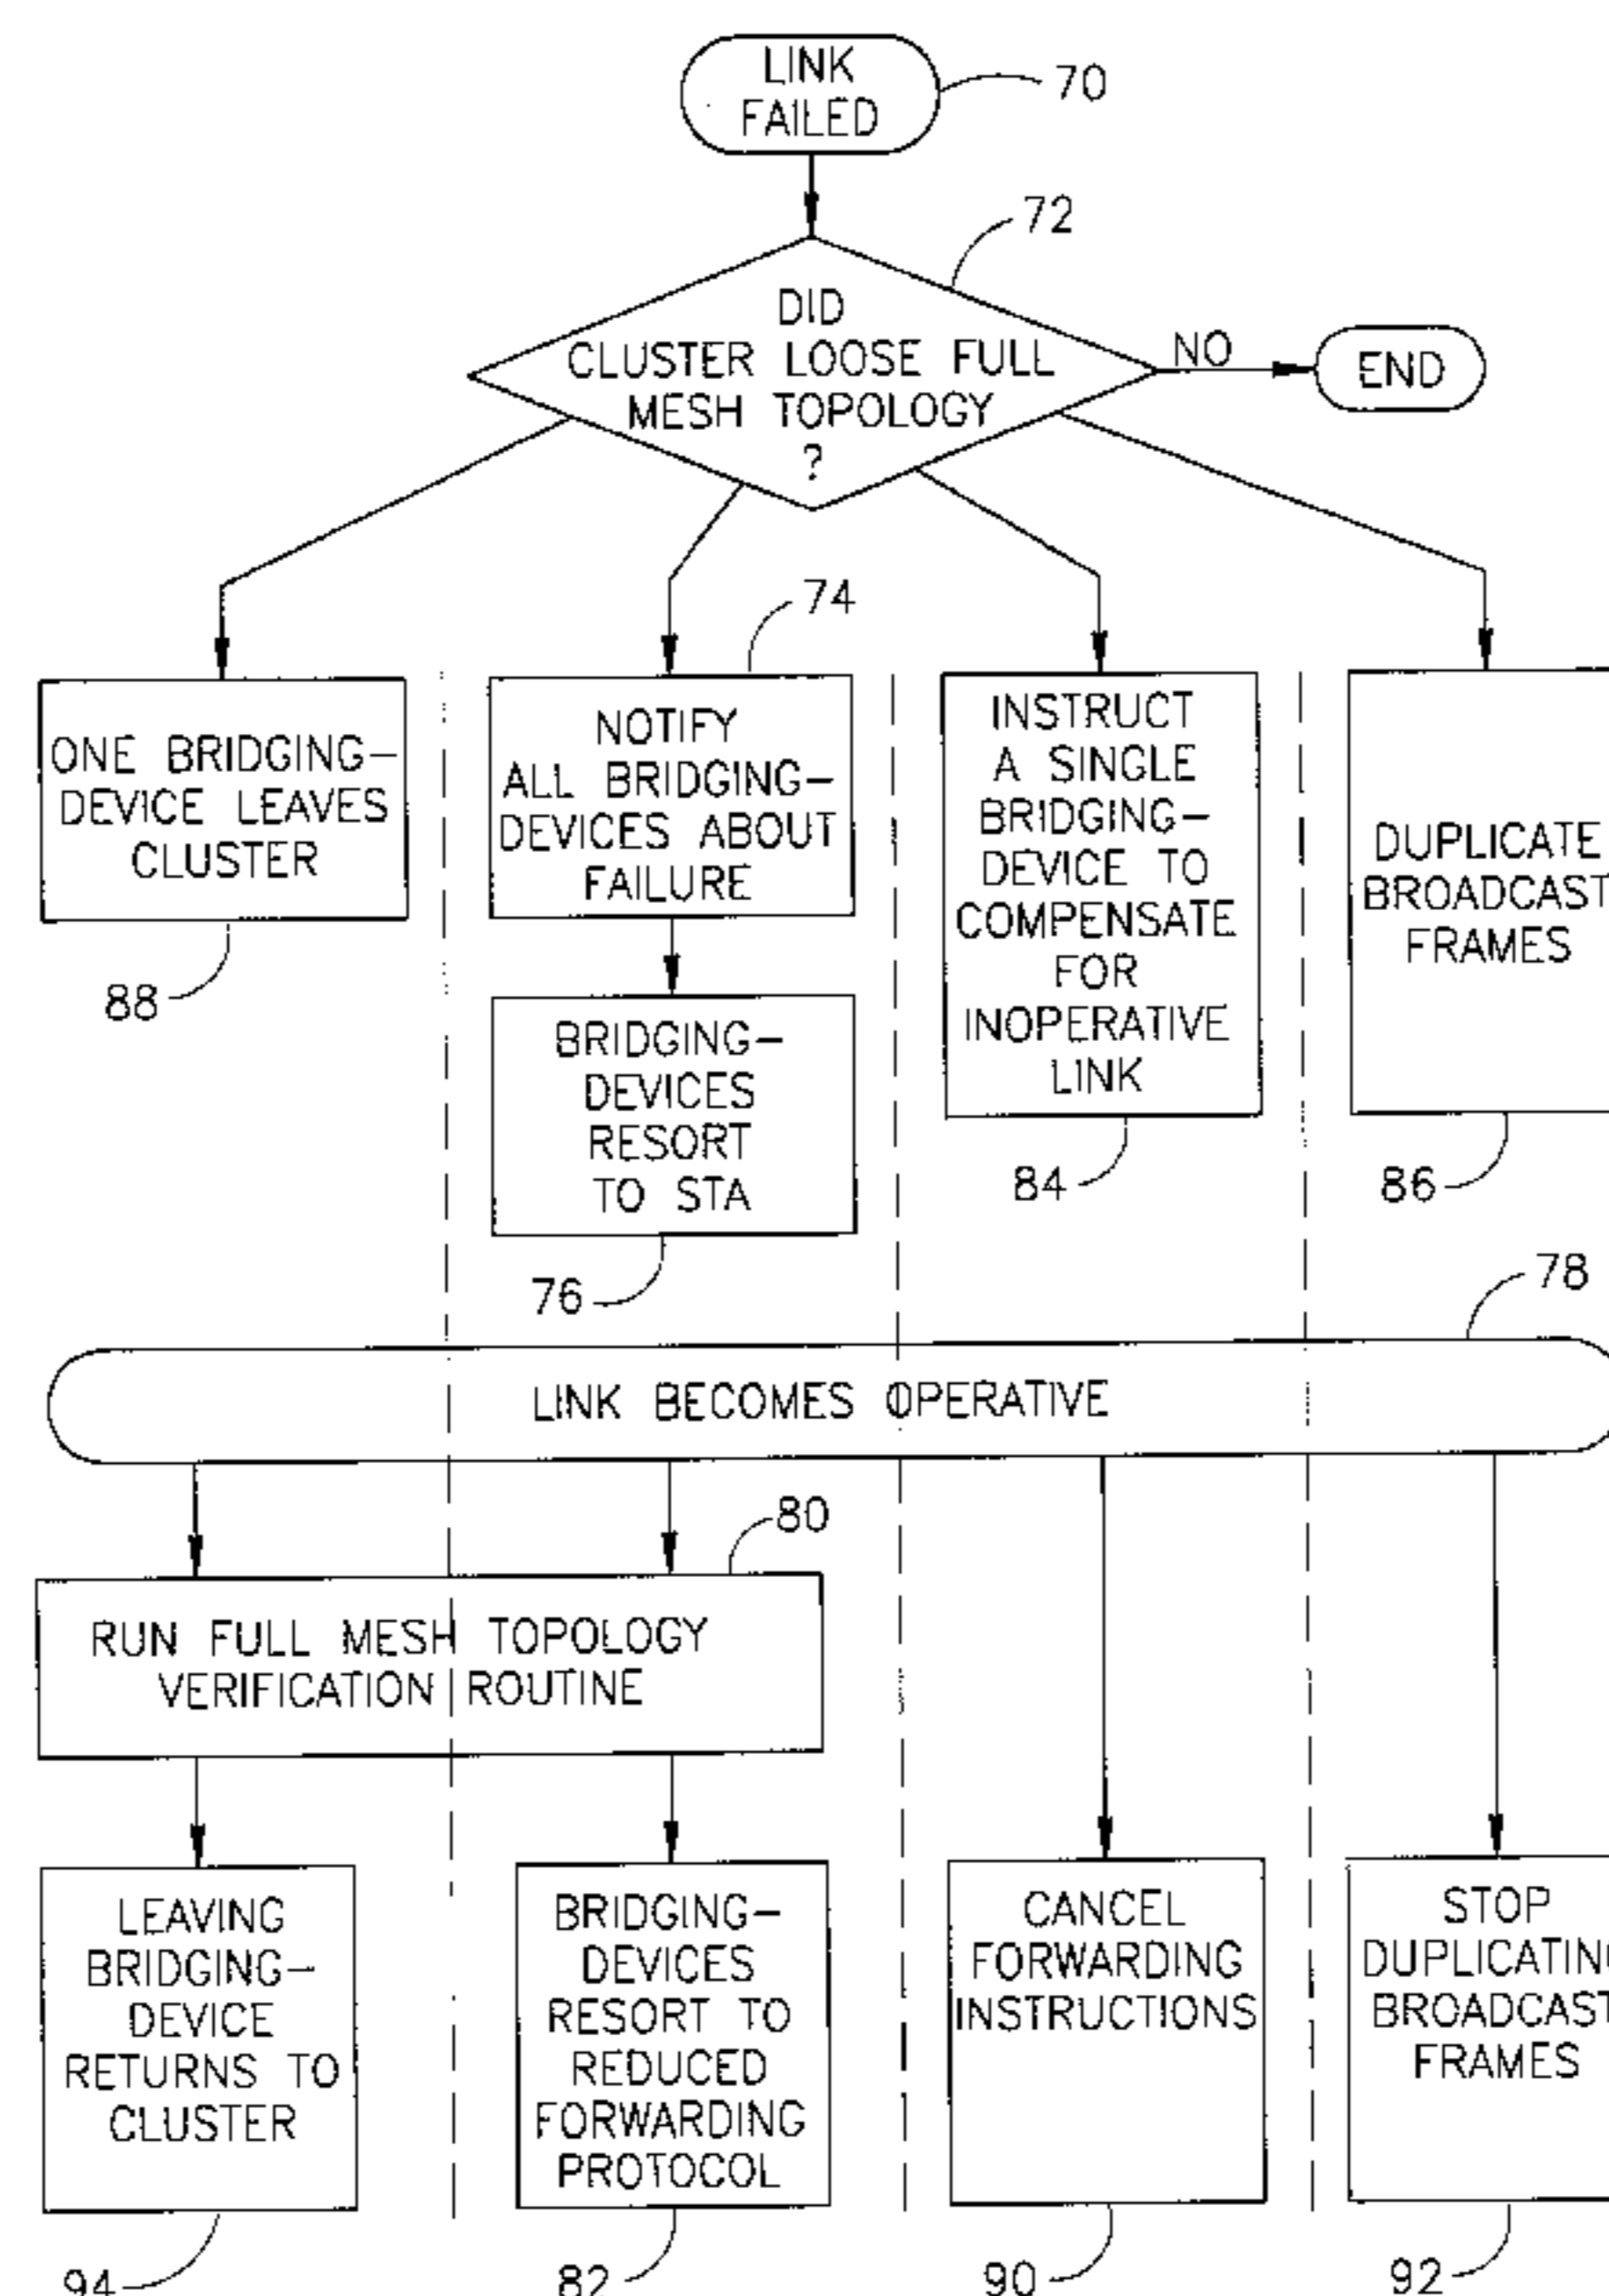 LINK
FAILED
70
72
DID
CLUSTER LOOSE FULL
MESH TOPOLOGY
?
NO
END
74
ONE BRIDGING-
DEVICE LEAVES
CLUSTER
88
NOTIFY
ALL BRIDGING-
DEVICES ABOUT
FAILURE
BRIDGING-
DEVICES
RESORT
TO STA
76
INSTRUCT
A SINGLE
BRIDGING-
DEVICE TO
COMPENSATE
FOR
INOPERATIVE
LINK
84
DUPLICATE
BROADCAST
FRAMES
86
78
LINK BECOMES OPERATIVE
80
RUN FULL MESH TOPOLOGY
VERIFICATION ROUTINE
LEAVING
BRIDGING-
DEVICE
RETURNS TO
CLUSTER
94
BRIDGING-
DEVICES
RESORT TO
REDUCED
FORWARDING
PROTOCOL
82
CANCEL
FORWARDING
INSTRUCTIONS
90
STOP
DUPLICATING
BROADCAST
FRAMES
92